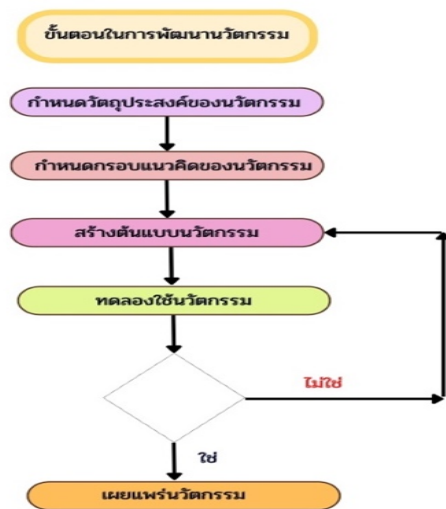 ขั้นตอนในการพัฒนานวัตกรรม
กำหนดวัตถุประสงค์ของนวัตกรรม
กำหนดกรอบแนวคิดของนวัตกรรม
สร้างต้นแบบนวัตกรรม
ทดลองใช้นวัตกรรม
ไม่ใช่
ใช่
เผยแพร่นวัตกรรม